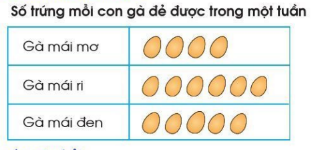 Số trứng mỗi con gà đẻ được trong một tuần
Gà mái mơ
Gà mái ri
Gà mái đen